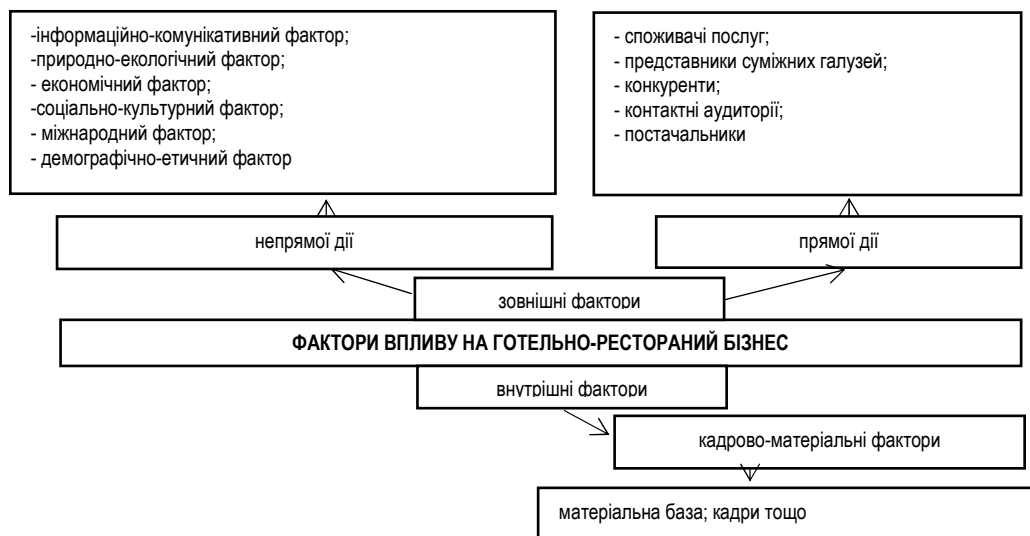 -інформаційно-комунікативний фактор;
-природно-екологічний фактор;
- економічний фактор;
-соціально-культурний фактор;
- міжнародний фактор;
- демографічно-етичний фактор
- споживачі послуг;
- представники суміжних галузей;
- конкуренти;
- контактні аудиторії;
- постачальники
непрямої дії
прямої дії
зовнішні фактори
ФАКТОРИ ВПЛИВУ НА ГОТЕЛЬНО-РЕСТОРАНИЙ БІЗНЕС
внутрішні фактори
кадрово-матеріальні фактори
матеріальна база; кадри тощо